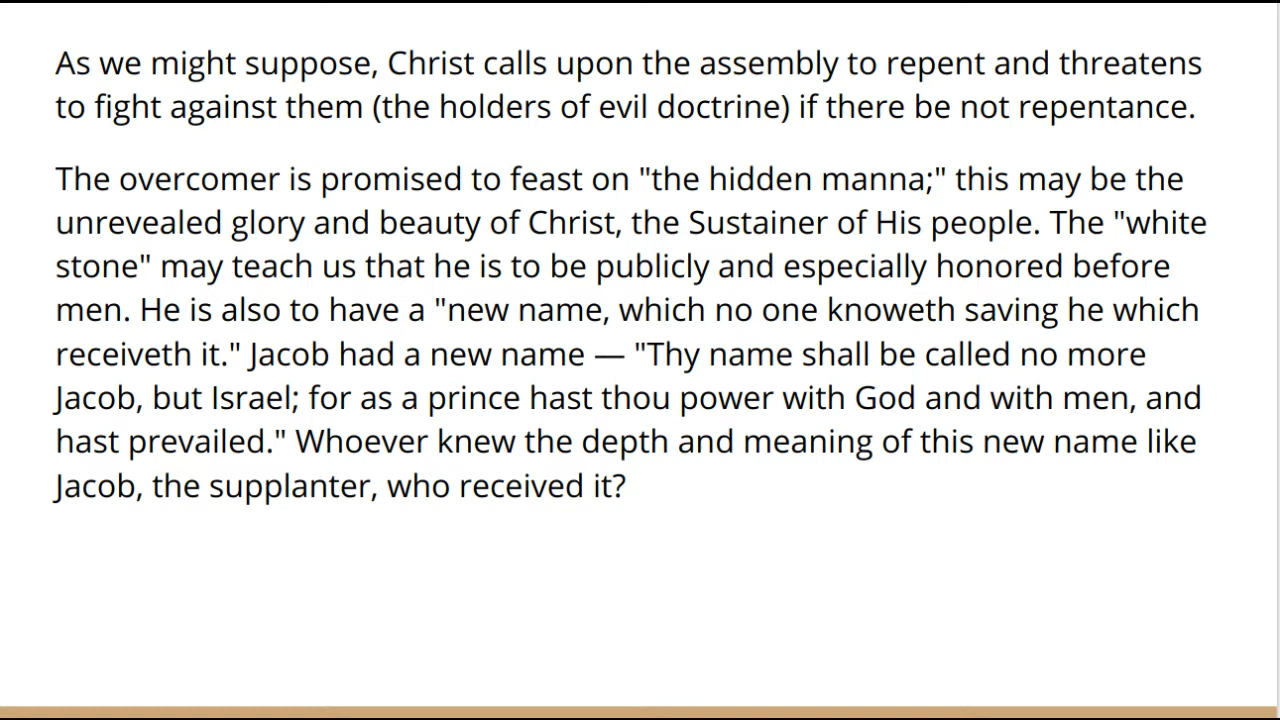 As we might suppose, Christ calls upon the assembly to repent and threatens
to fight against them (the holders of evil doctrine) if there be not repentance.
The overcomer is promised to feast on "the hidden manna;" this may be the
unrevealed glory and beauty of Christ, the Sustainer of His people. The "white
stone" may teach us that he is to be publicly and especially honored before
men. He is also to have a "new name, which no one knoweth saving he which
receiveth it." Jacob had a new name — "Thy name shall be called no more
Jacob, but Israel; for as a prince hast thou power with God and with men, and
hast prevailed." Whoever knew the depth and meaning of this new name like
Jacob, the supplanter, who received it?